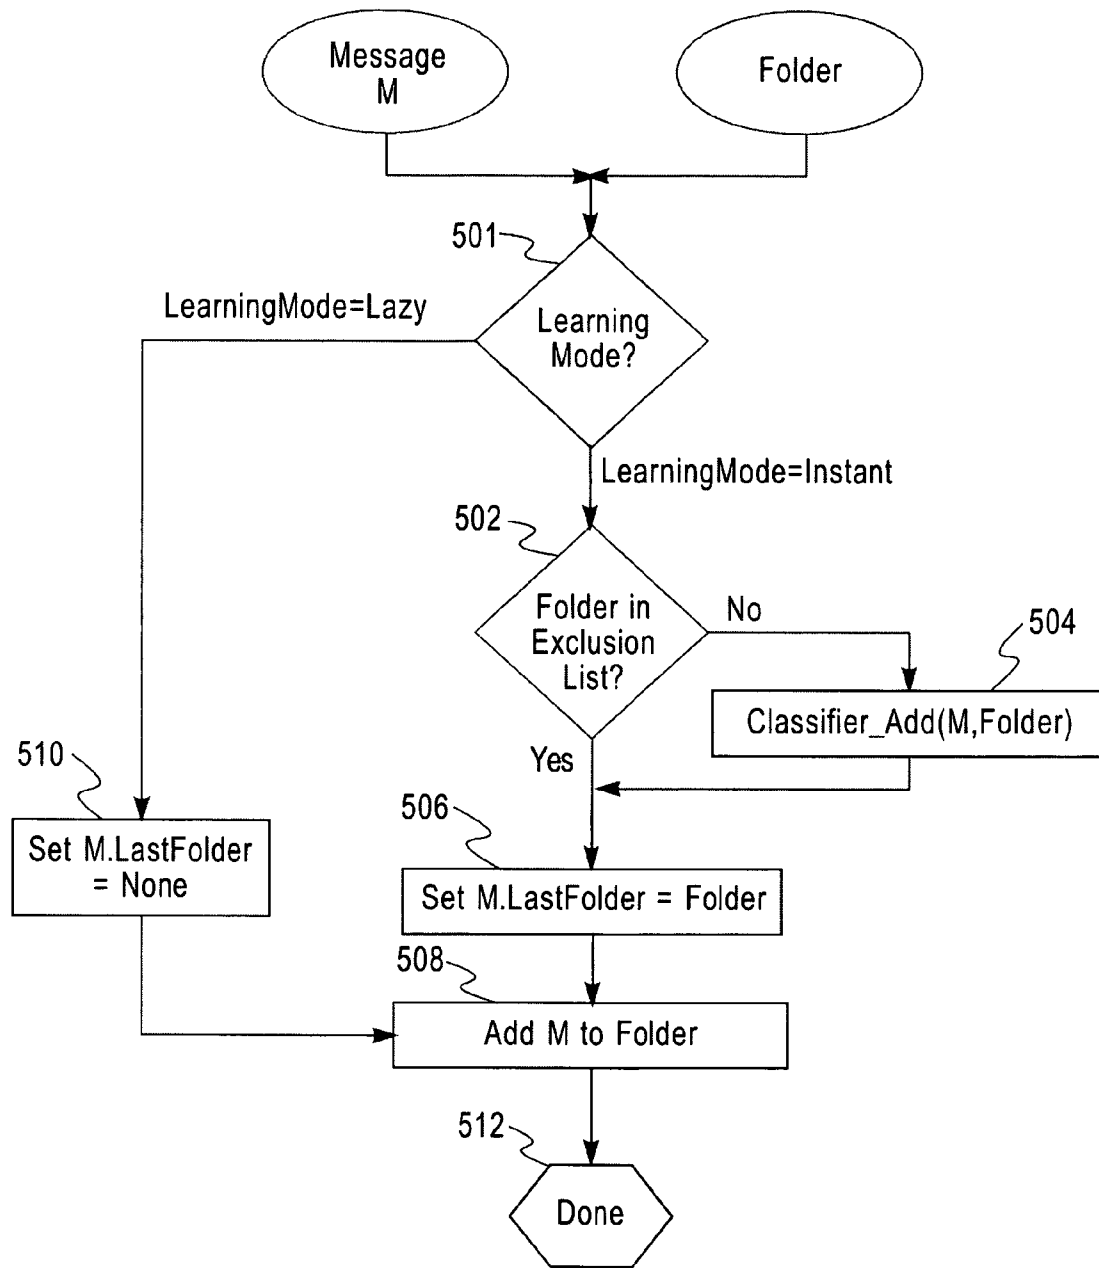 Message
M
Folder
501
LearningMode=Lazy
Learning
Mode?
LearningMode=Instant
502
Folder in
Exclusion
List?
No
504
Classifier_Add(M,Folder)
Yes
510
Set M.LastFolder
= None
506
Set M.LastFolder = Folder
508
Add M to Folder
512
Done